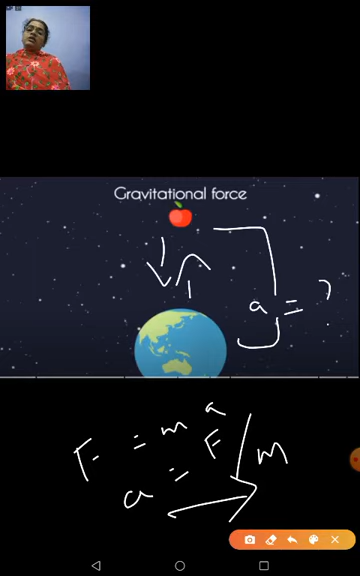 Gravitational force
a = ?
F = ma
a = F/m